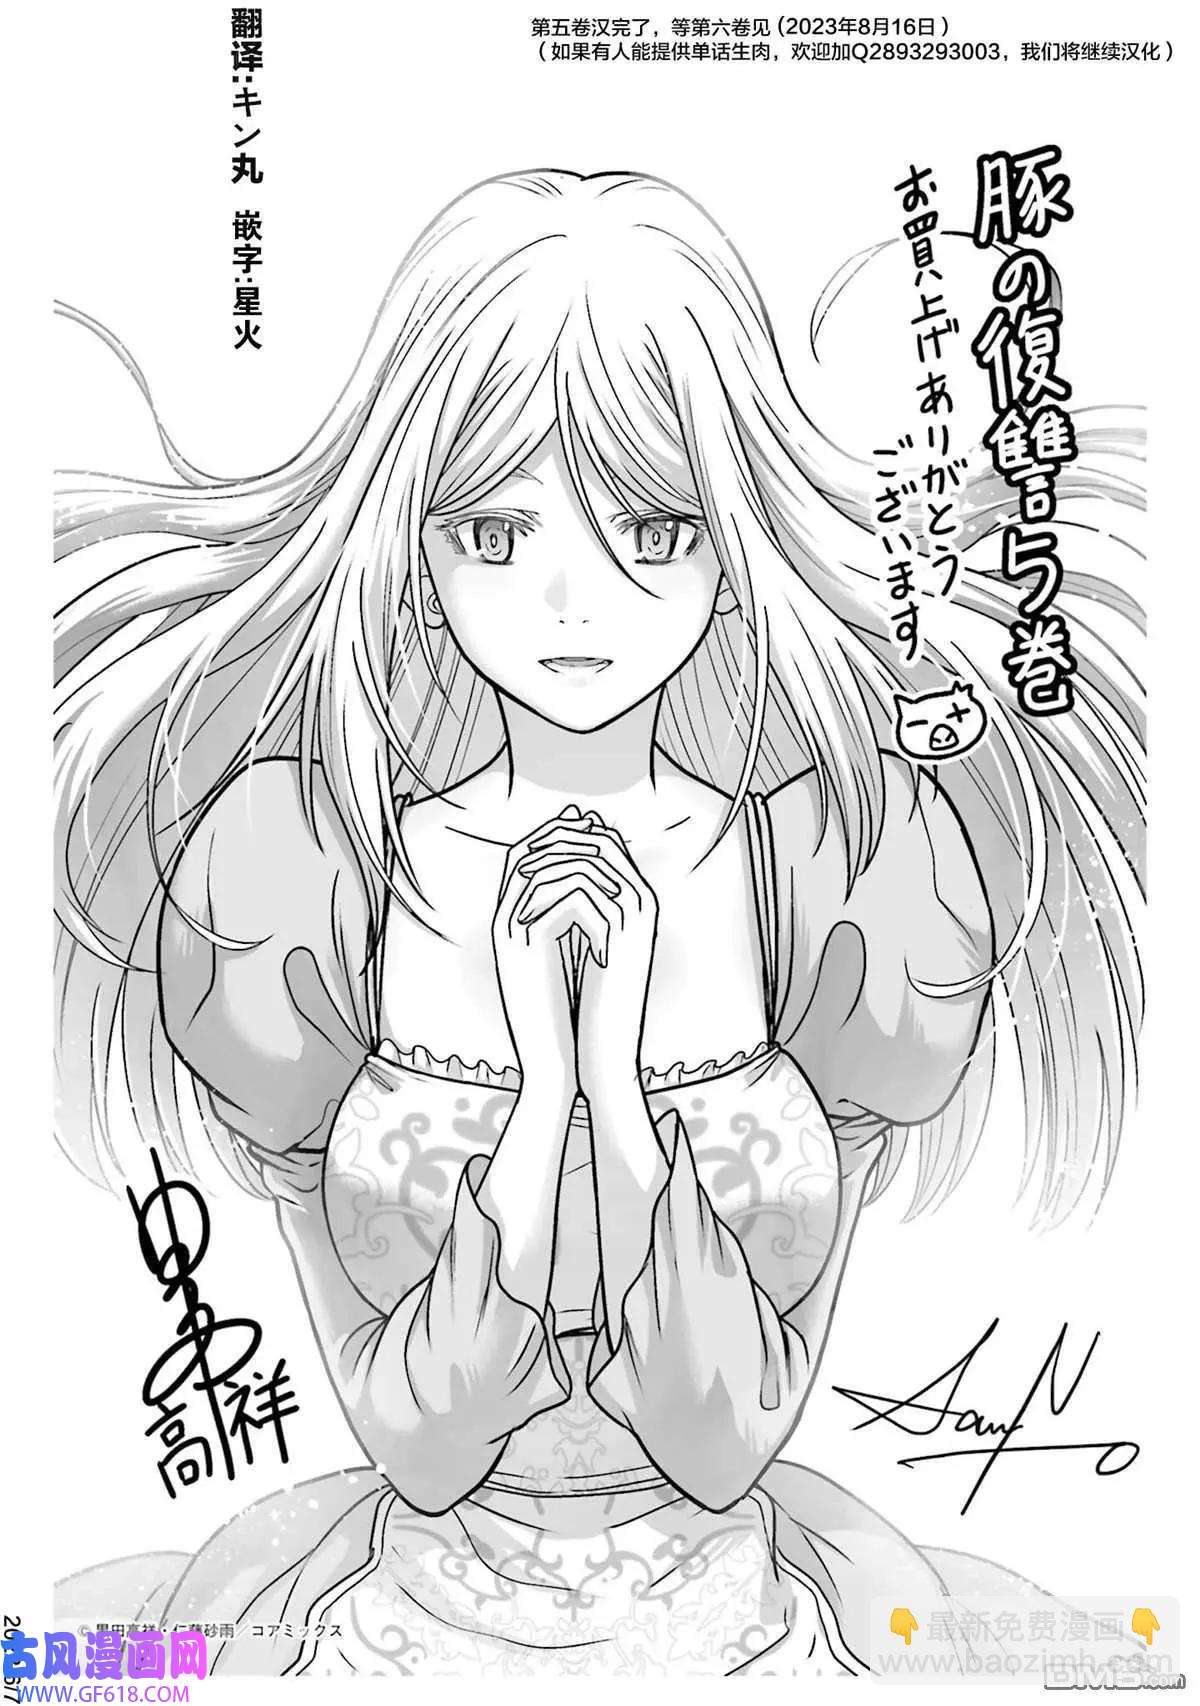 第五卷汉完了，等第六卷见（2023年8月16日）
（如果有人能提供单话生肉，欢迎加Q2893293003，我们将继续汉化）
翻译：キン丸　嵌字：星火
豚の復讐5巻
お買い上げありがとう
ございます
高祥
© 黒田高祥・仁藤砂雨／コアミックス
古风漫画网
WWW.GF618.COM
👇最新免费漫画👇
www.baozimh.com